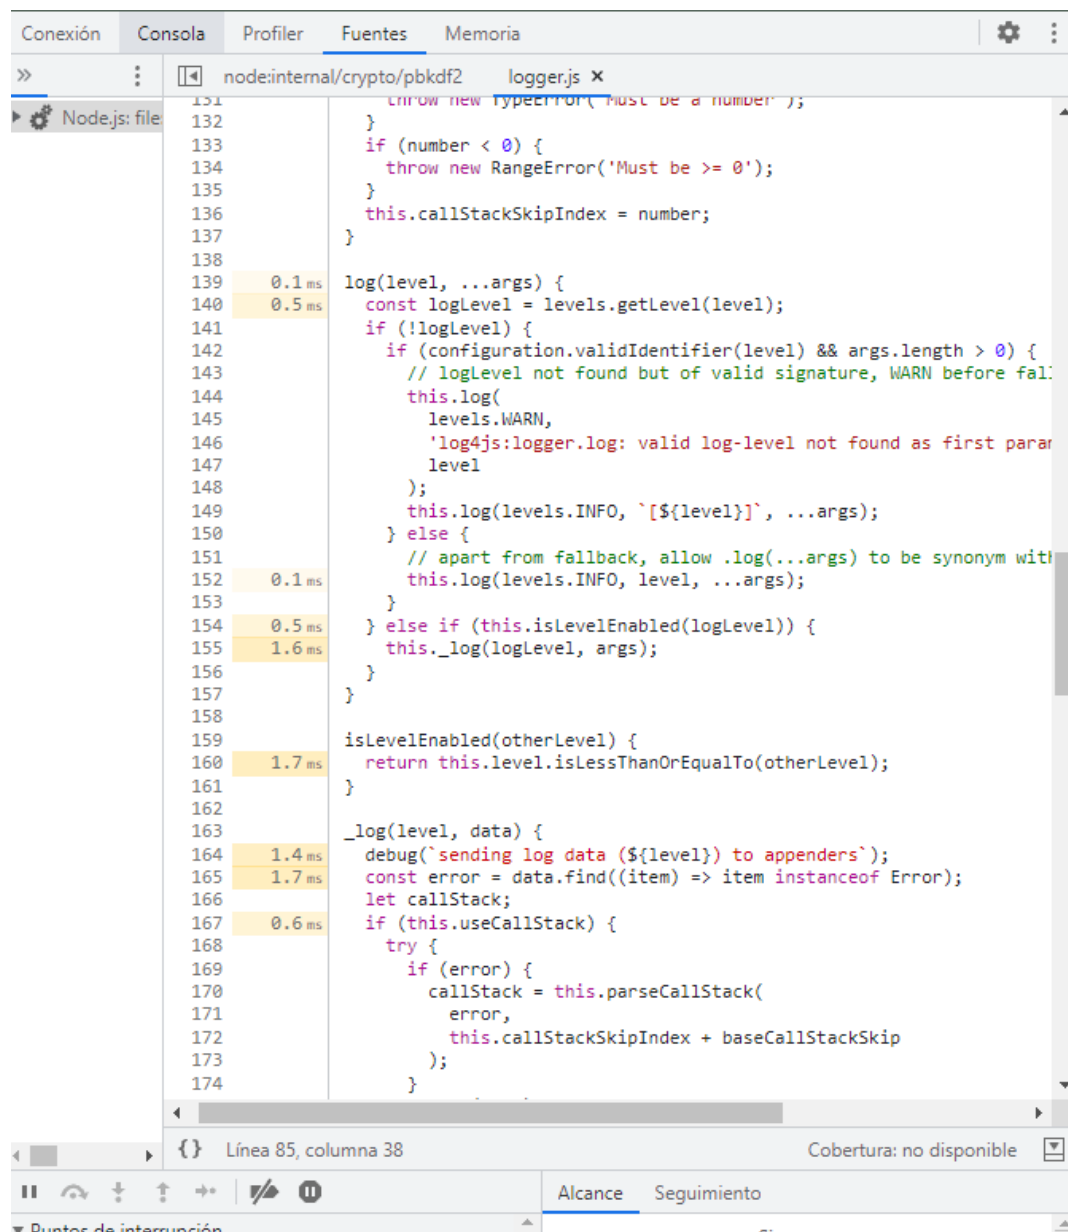 Conexión Consola Profiler Fuentes Memoria
» node:internal/crypto/pbkdf2 logger.js ×
Node.js: file
131 throw new TypeError('Must be a number');
132 }
133 if (number < 0) {
134 throw new RangeError('Must be >= 0');
135 }
136 this.callStackSkipIndex = number;
137 }
138
139 0.1 ms log(level, ...args) {
140 0.5 ms const logLevel = levels.getLevel(level);
141 if (!logLevel) {
142 if (configuration.validIdentifier(level) && args.length > 0) {
143 // logLevel not found but of valid signature, WARN before fal
144 this.log(
145 levels.WARN,
146 'log4js:logger.log: valid log-level not found as first param
147 level
148 );
149 this.log(levels.INFO, `[${level}]`, ...args);
150 } else {
151 // apart from fallback, allow .log(...args) to be synonym with
152 0.1 ms this.log(levels.INFO, level, ...args);
153 }
154 0.5 ms } else if (this.isLevelEnabled(logLevel)) {
155 1.6 ms this._log(logLevel, args);
156 }
157 }
158
159 isLevelEnabled(otherLevel) {
160 1.7 ms return this.level.isLessThanOrEqualTo(otherLevel);
161 }
162
163 _log(level, data) {
164 1.4 ms debug(`sending log data (${level}) to appenders`);
165 1.7 ms const error = data.find((item) => item instanceof Error);
166 let callStack;
167 0.6 ms if (this.useCallStack) {
168 try {
169 if (error) {
170 callStack = this.parseCallStack(
171 error,
172 this.callStackSkipIndex + baseCallStackSkip
173 );
174 }
{} Línea 85, columna 38 Cobertura: no disponible
Alcance Seguimiento
Puntos de interrupción